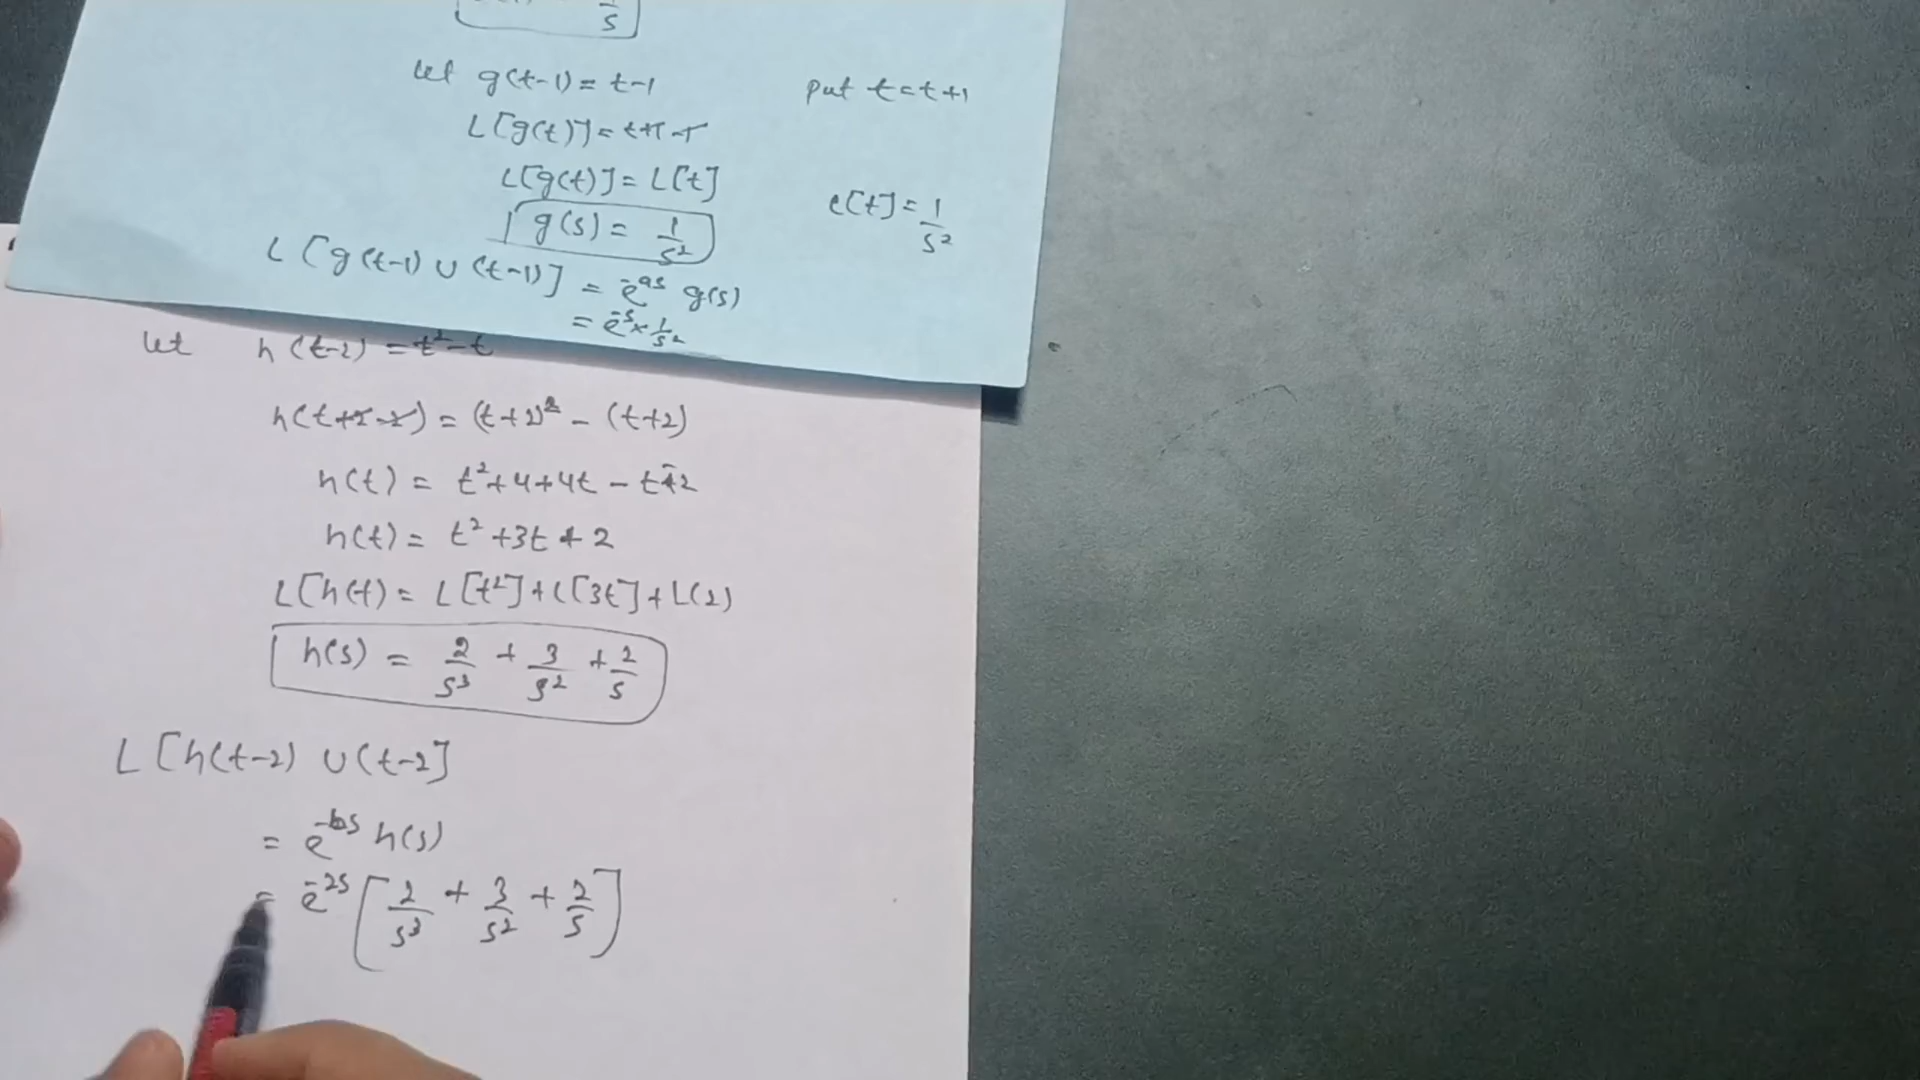 s
let g(t-1) = t-1 put t=t+1
L[g(t)] = t+1-1
L[g(t)] = L[t]
L[t] = 1/s²
g(s) = 1/s²
L[g(t-1) U(t-1)] = e^-as g(s)
= e^-s × 1/s²
let h(t-2) = t²-t
h(t+2-2) = (t+2)² - (t+2)
h(t) = t²+4+4t - t-2
h(t) = t² +3t + 2
L[h(t) = L[t²]+L[3t]+L(2)
h(s) = 2/s³ + 3/s² + 2/s
L[h(t-2) U(t-2]
= e^-bs h(s)
= e^-2s [2/s³ + 3/s² + 2/s]